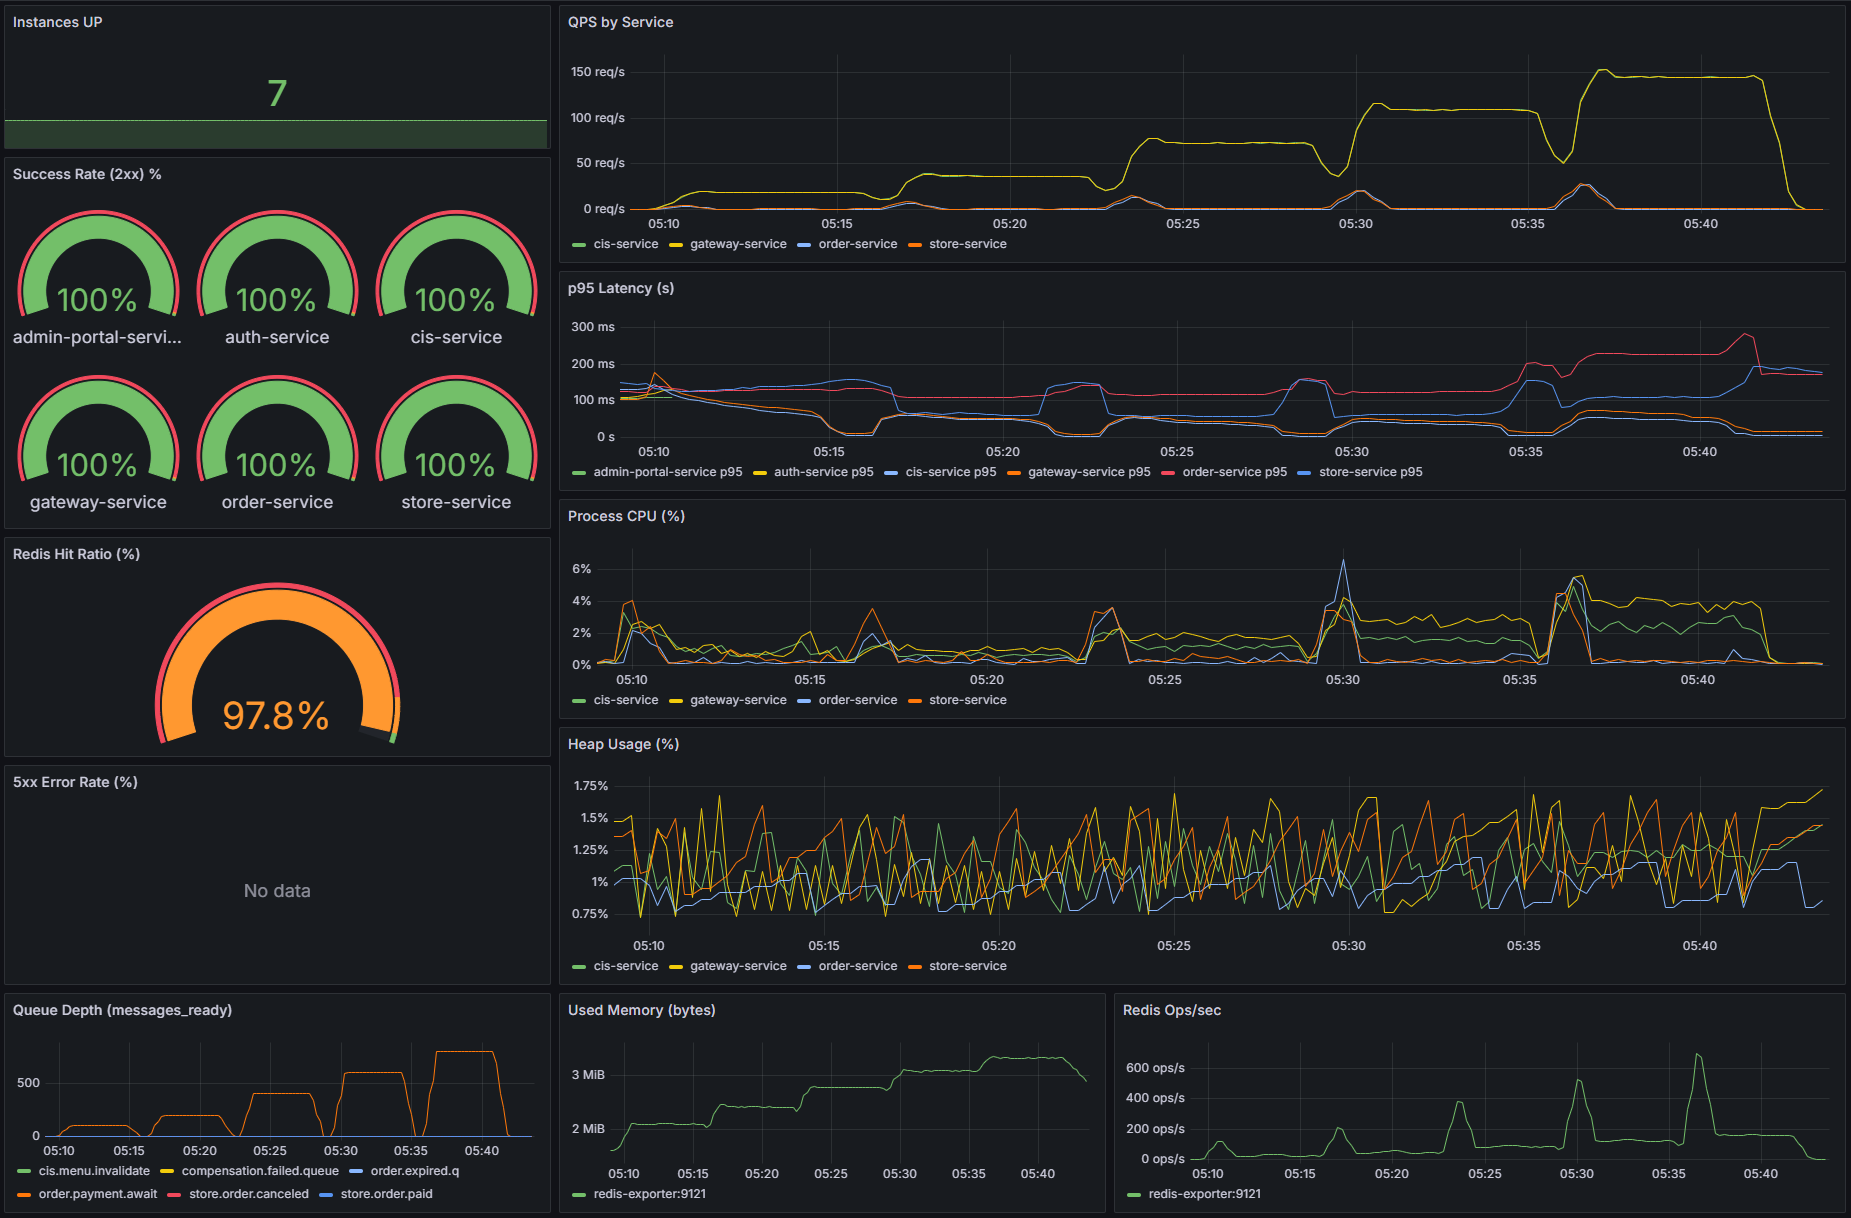 Instances UP
7
Success Rate (2xx) %
100% 100% 100%
admin-portal-servi... auth-service cis-service
100% 100% 100%
gateway-service order-service store-service
Redis Hit Ratio (%)
97.8%
5xx Error Rate (%)
No data
Queue Depth (messages_ready)
500
0
05:10 05:15 05:20 05:25 05:30 05:35 05:40
cis.menu.invalidate compensation.failed.queue order.expired.q
order.payment.await store.order.canceled store.order.paid
QPS by Service
150 req/s
100 req/s
50 req/s
0 req/s
05:10 05:15 05:20 05:25 05:30 05:35 05:40
cis-service gateway-service order-service store-service
p95 Latency (s)
300 ms
200 ms
100 ms
0 s
05:10 05:15 05:20 05:25 05:30 05:35 05:40
admin-portal-service p95 auth-service p95 cis-service p95 gateway-service p95 order-service p95 store-service p95
Process CPU (%)
6%
4%
2%
0%
05:10 05:15 05:20 05:25 05:30 05:35 05:40
cis-service gateway-service order-service store-service
Heap Usage (%)
1.75%
1.5%
1.25%
1%
0.75%
05:10 05:15 05:20 05:25 05:30 05:35 05:40
cis-service gateway-service order-service store-service
Used Memory (bytes)
3 MiB
2 MiB
05:10 05:15 05:20 05:25 05:30 05:35 05:40
redis-exporter:9121
Redis Ops/sec
600 ops/s
400 ops/s
200 ops/s
0 ops/s
05:10 05:15 05:20 05:25 05:30 05:35 05:40
redis-exporter:9121